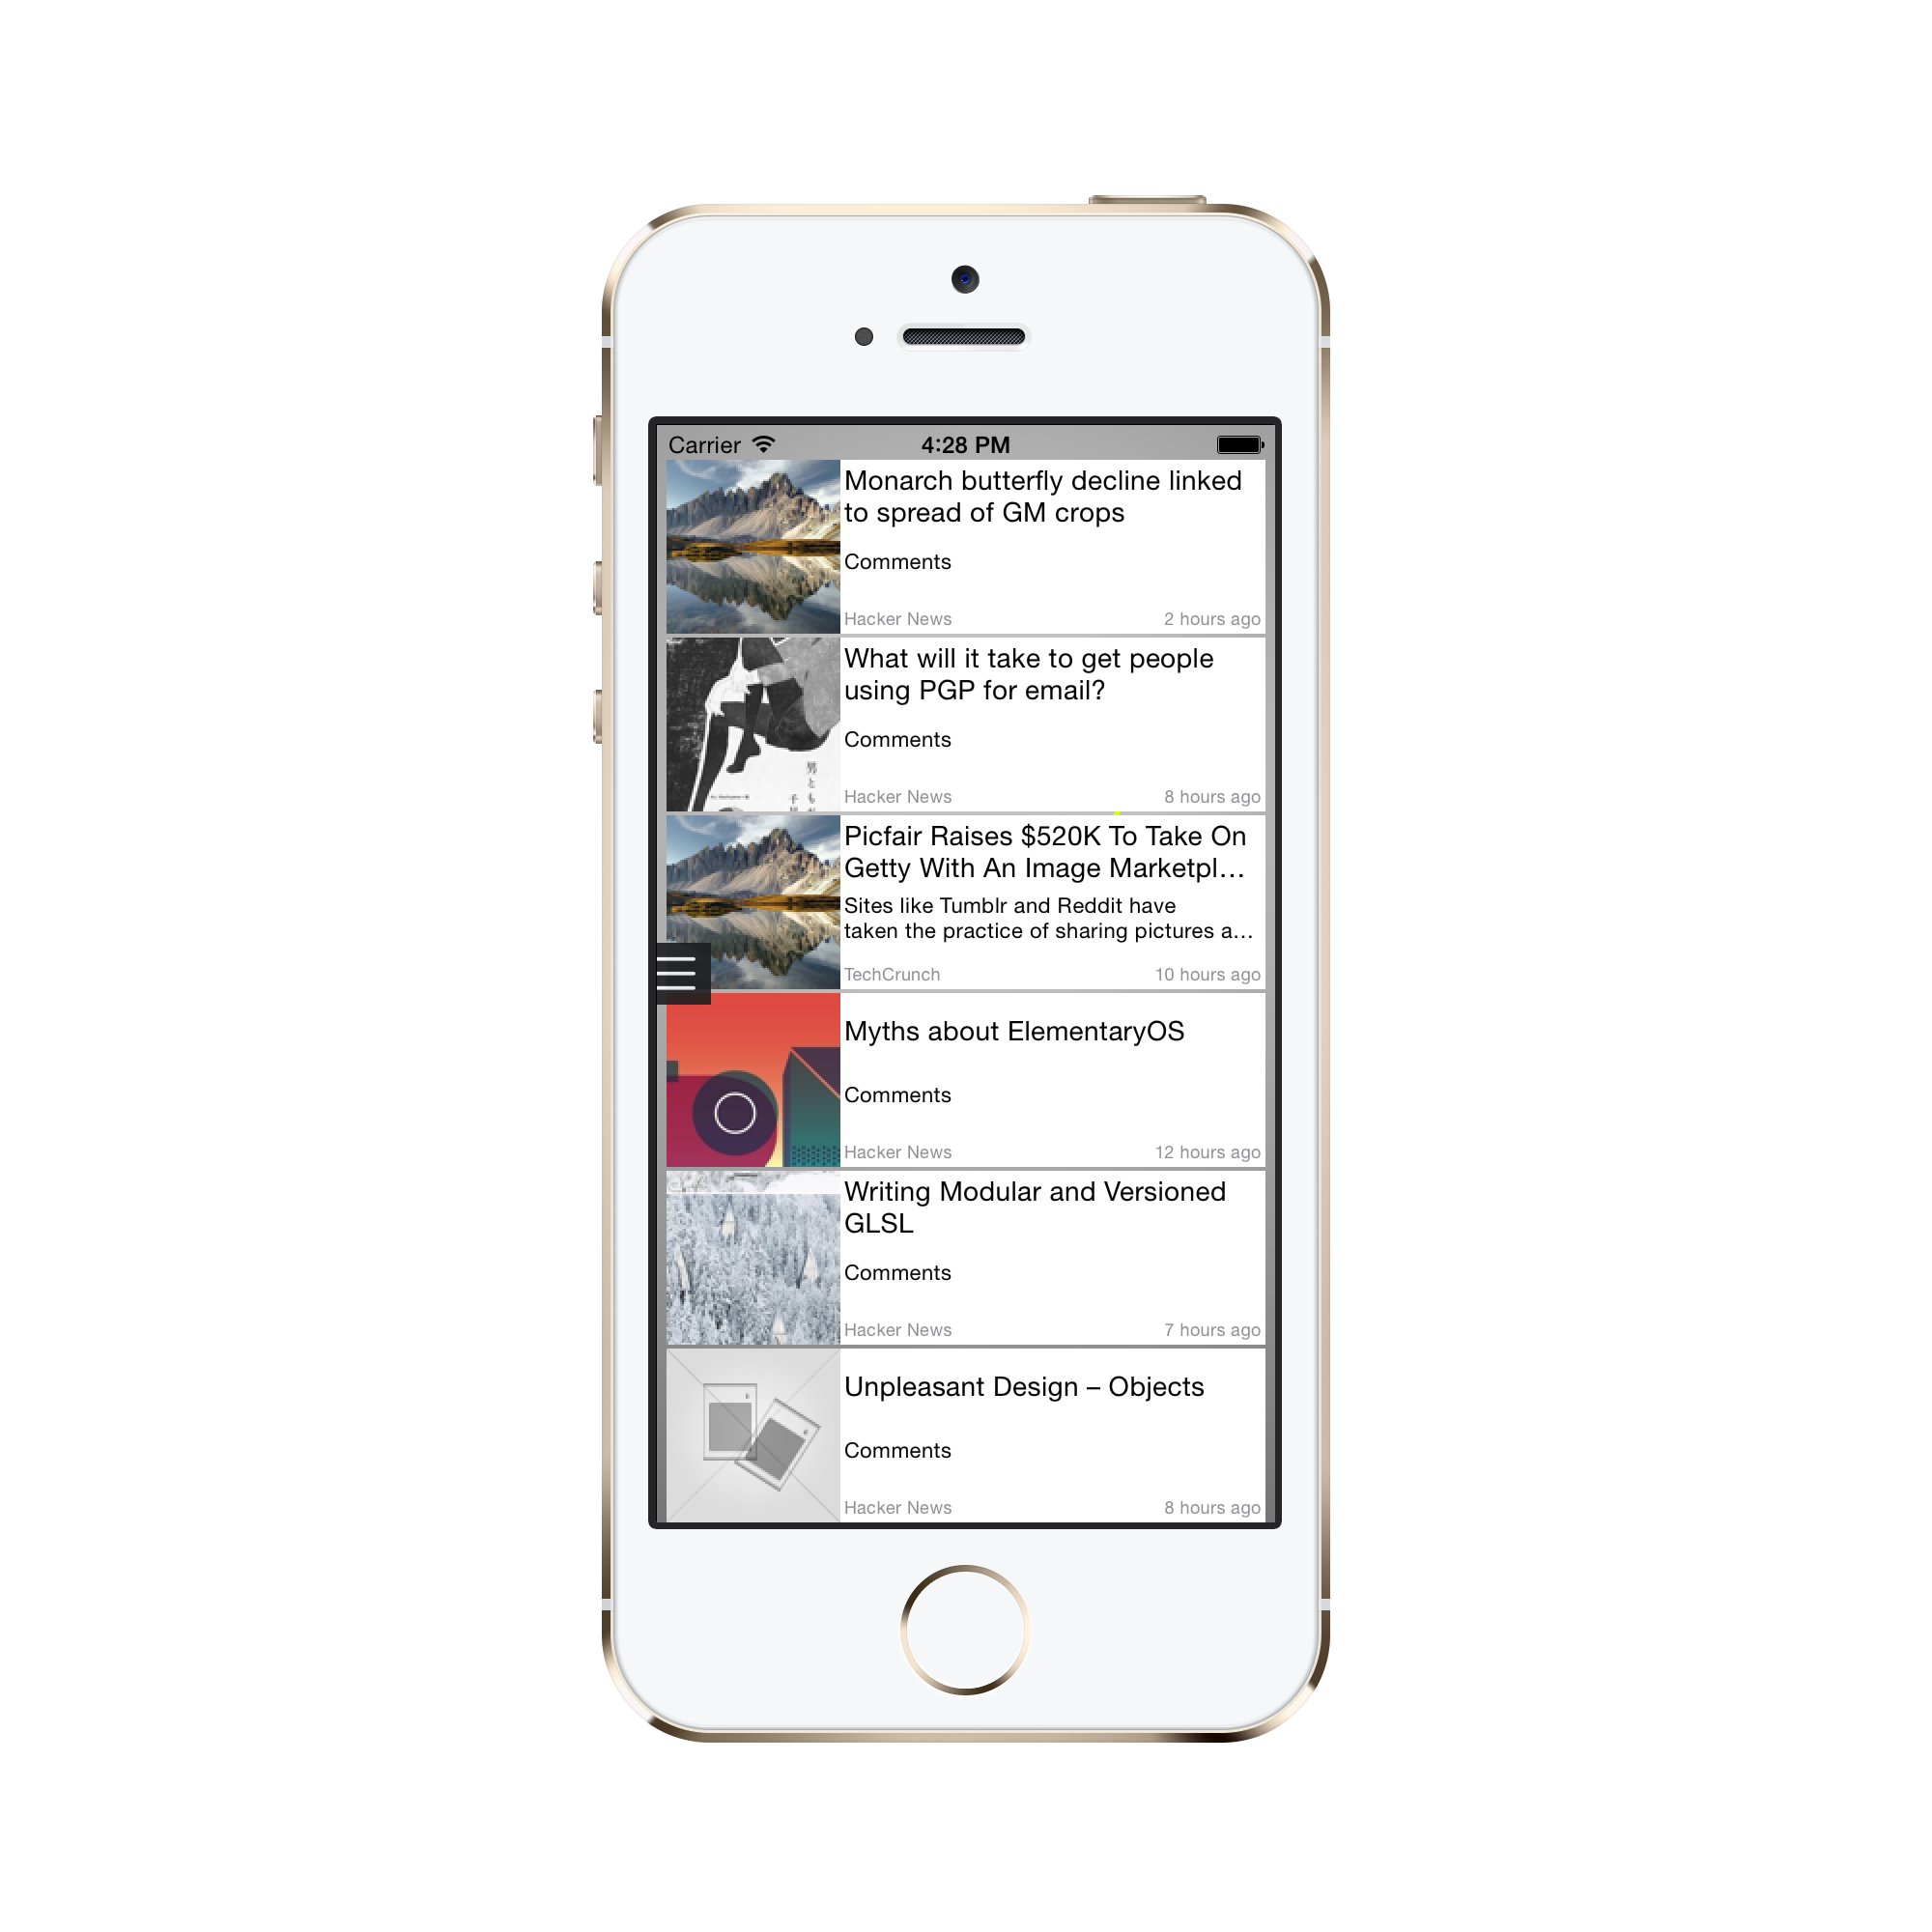 Carrier 4:28 PM
Monarch butterfly decline linked
to spread of GM crops
Comments
Hacker News 2 hours ago
What will it take to get people
using PGP for email?
Comments
Hacker News 8 hours ago
男とも
子
Picfair Raises $520K To Take On
Getty With An Image Marketpl...
Sites like Tumblr and Reddit have
taken the practice of sharing pictures a...
TechCrunch 10 hours ago
Myths about ElementaryOS
Comments
Hacker News 12 hours ago
Writing Modular and Versioned
GLSL
Comments
Hacker News 7 hours ago
Unpleasant Design – Objects
Comments
Hacker News 8 hours ago